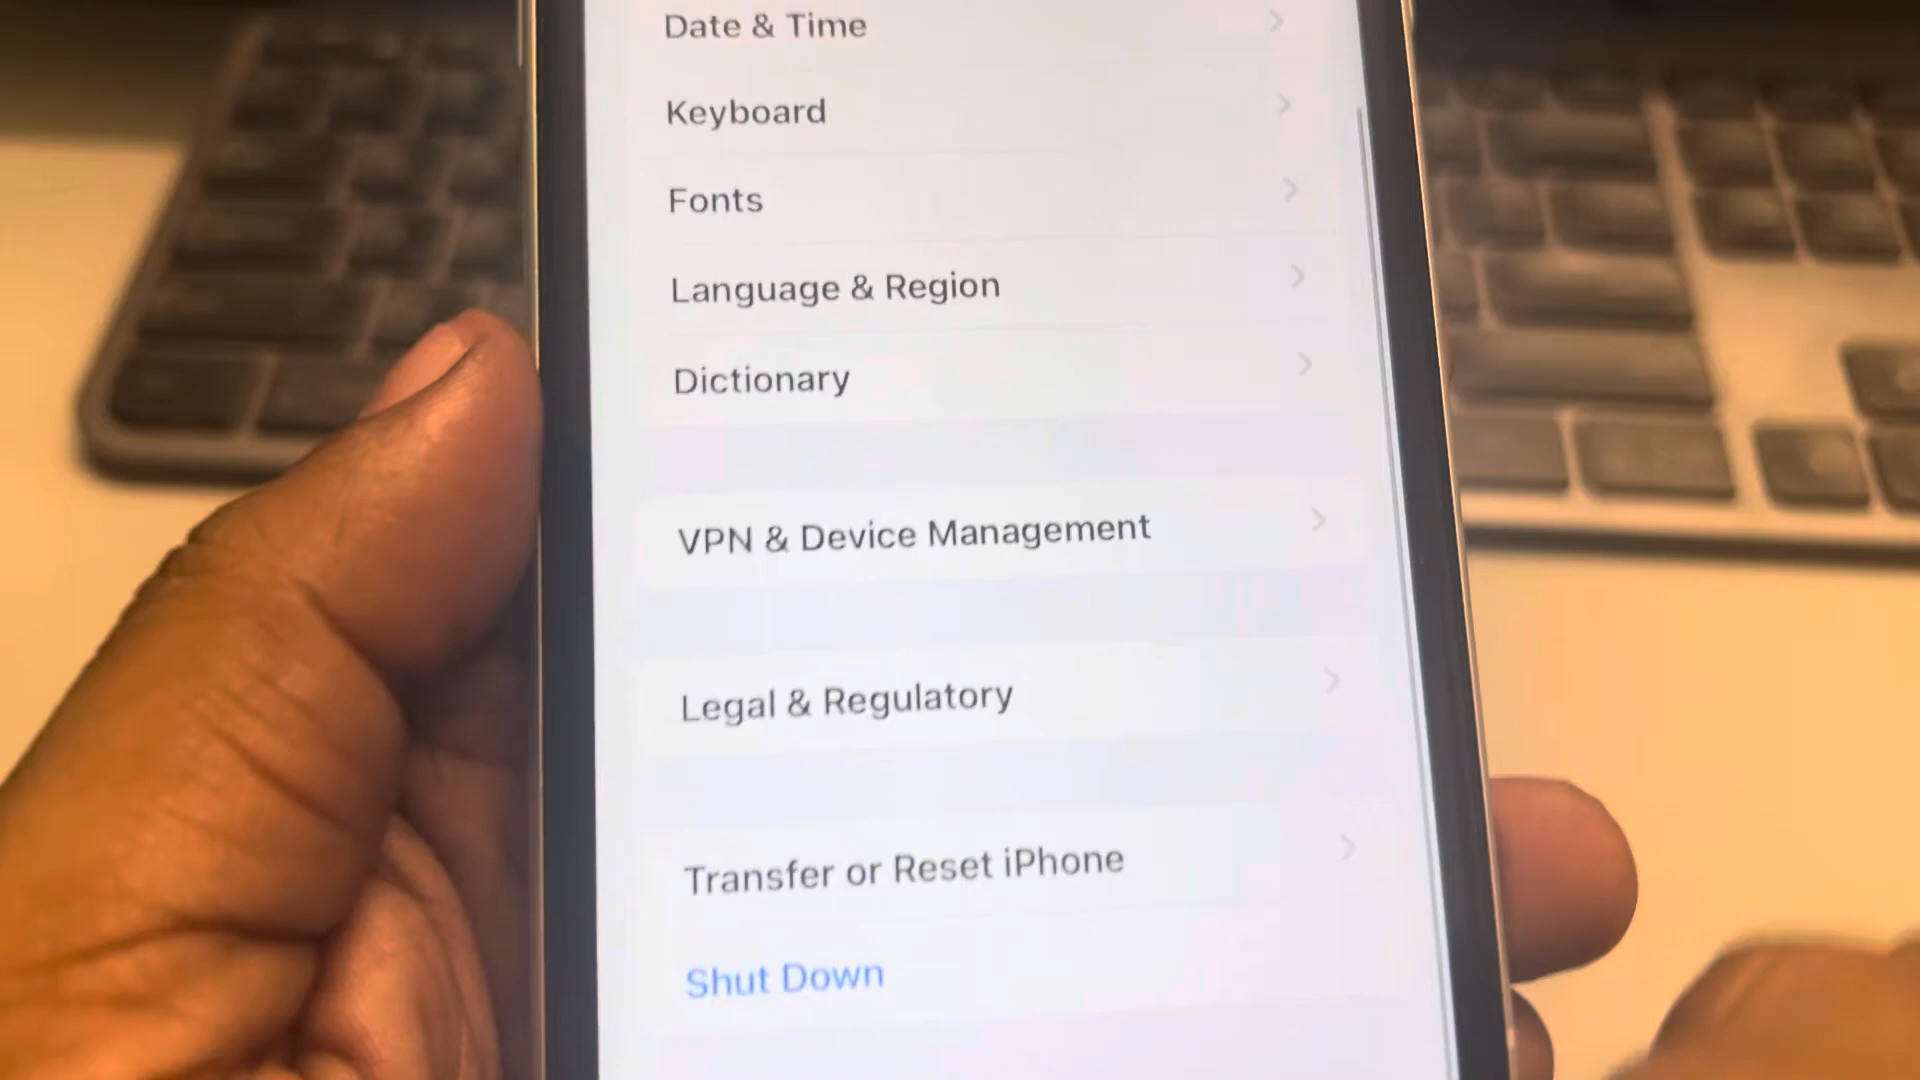 Date & Time
Keyboard
Fonts
Language & Region
Dictionary
VPN & Device Management
Legal & Regulatory
Transfer or Reset iPhone
Shut Down